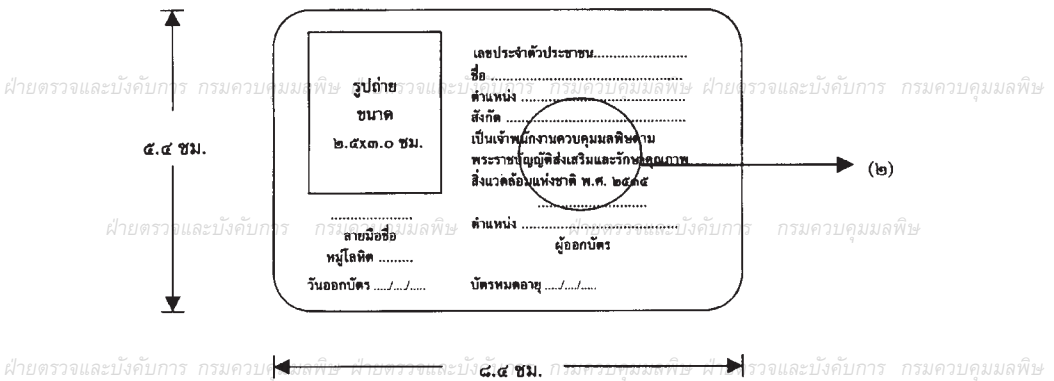 เลขประจำตัวประชาชน........................
ชื่อ ..................................................
ฝ่ายตรวจและบังคับการ กรมควบคุมมลพิษ ฝ่ายตรวจและบังคับการ กรมควบคุมมลพิษ ฝ่ายตรวจและบังคับการ กรมควบคุมมลพิษ
รูปถ่าย
ขนาด
๒.๕x๓.๐ ซม.
ตำแหน่ง ...........................................
สังกัด ...............................................
เป็นเจ้าพนักงานควบคุมมลพิษตาม
พระราชบัญญัติส่งเสริมและรักษาคุณภาพ
สิ่งแวดล้อมแห่งชาติ พ.ศ. ๒๕๓๕
๕.๔ ซม.
(๒)
.....................
ลายมือชื่อ
หมู่โลหิต .........
............................
ตำแหน่ง ........................................
ผู้ออกบัตร
ฝ่ายตรวจและบังคับการ กรมควบคุมมลพิษ ฝ่ายตรวจและบังคับการ กรมควบคุมมลพิษ
วันออกบัตร ...../..../.....
บัตรหมดอายุ ...../..../.....
ฝ่ายตรวจและบังคับการ กรมควบคุมมลพิษ ฝ่ายตรวจและบังคับการ กรมควบคุมมลพิษ ฝ่ายตรวจและบังคับการ กรมควบคุมมลพิษ
๘.๔ ซม.